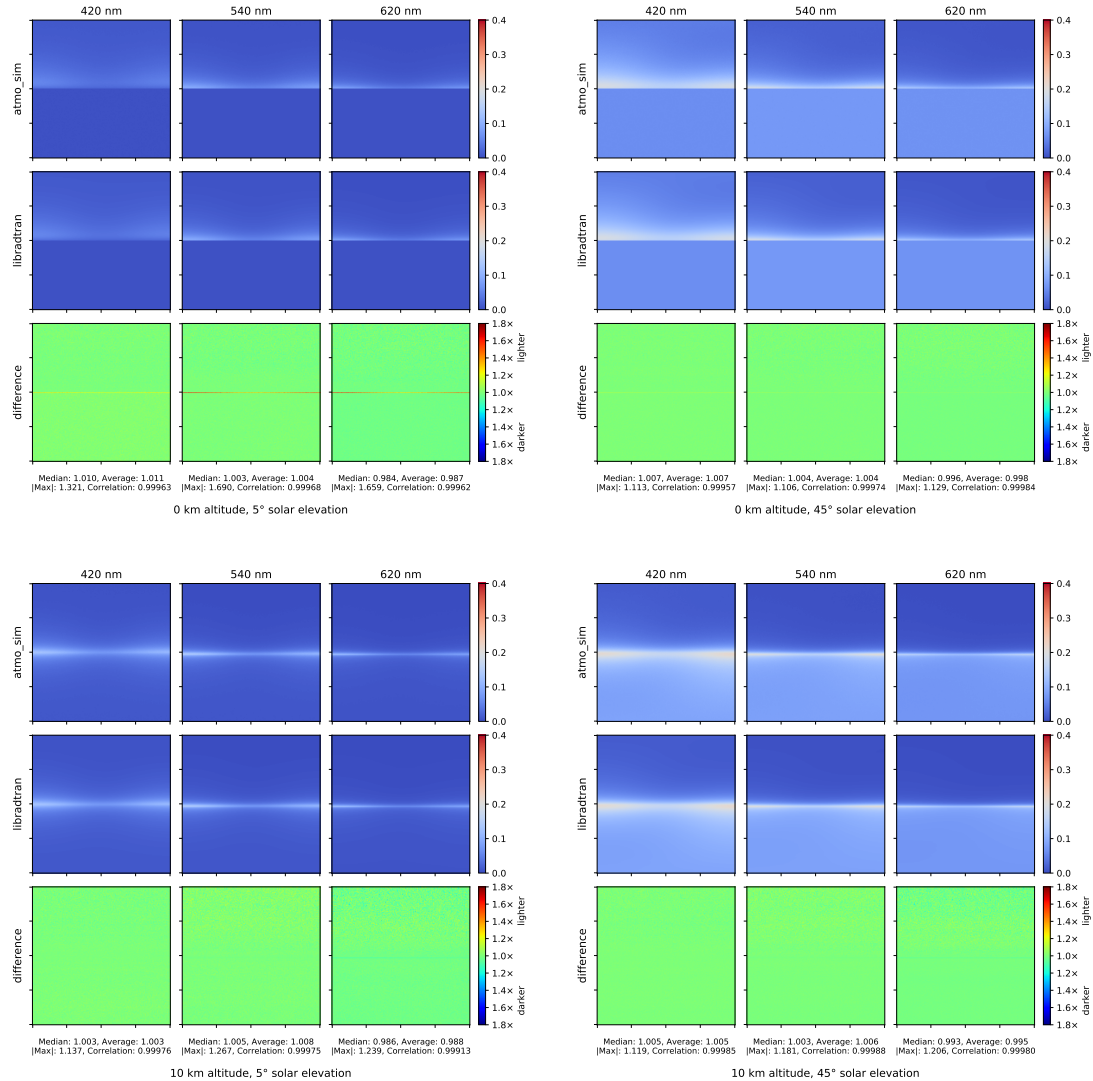 420 nm 540 nm 620 nm
atmo_sim
0.4
0.3
0.2
0.1
0.0
libradtran
0.4
0.3
0.2
0.1
0.0
difference
1.8×
1.6×
1.4×
1.2×
1.0×
1.2×
1.4×
1.6×
1.8×
lighter
darker
Median: 1.010, Average: 1.011 Median: 1.003, Average: 1.004 Median: 0.984, Average: 0.987
|Max|: 1.321, Correlation: 0.99963 |Max|: 1.690, Correlation: 0.99968 |Max|: 1.659, Correlation: 0.99962
0 km altitude, 5° solar elevation
420 nm 540 nm 620 nm
atmo_sim
0.4
0.3
0.2
0.1
0.0
libradtran
0.4
0.3
0.2
0.1
0.0
difference
1.8×
1.6×
1.4×
1.2×
1.0×
1.2×
1.4×
1.6×
1.8×
lighter
darker
Median: 1.007, Average: 1.007 Median: 1.004, Average: 1.004 Median: 0.996, Average: 0.998
|Max|: 1.113, Correlation: 0.99957 |Max|: 1.106, Correlation: 0.99974 |Max|: 1.129, Correlation: 0.99984
0 km altitude, 45° solar elevation
420 nm 540 nm 620 nm
atmo_sim
0.4
0.3
0.2
0.1
0.0
libradtran
0.4
0.3
0.2
0.1
0.0
difference
1.8×
1.6×
1.4×
1.2×
1.0×
1.2×
1.4×
1.6×
1.8×
lighter
darker
Median: 1.003, Average: 1.003 Median: 1.005, Average: 1.008 Median: 0.986, Average: 0.988
|Max|: 1.137, Correlation: 0.99976 |Max|: 1.267, Correlation: 0.99975 |Max|: 1.239, Correlation: 0.99913
10 km altitude, 5° solar elevation
420 nm 540 nm 620 nm
atmo_sim
0.4
0.3
0.2
0.1
0.0
libradtran
0.4
0.3
0.2
0.1
0.0
difference
1.8×
1.6×
1.4×
1.2×
1.0×
1.2×
1.4×
1.6×
1.8×
lighter
darker
Median: 1.005, Average: 1.005 Median: 1.003, Average: 1.006 Median: 0.993, Average: 0.995
|Max|: 1.119, Correlation: 0.99985 |Max|: 1.181, Correlation: 0.99988 |Max|: 1.206, Correlation: 0.99980
10 km altitude, 45° solar elevation